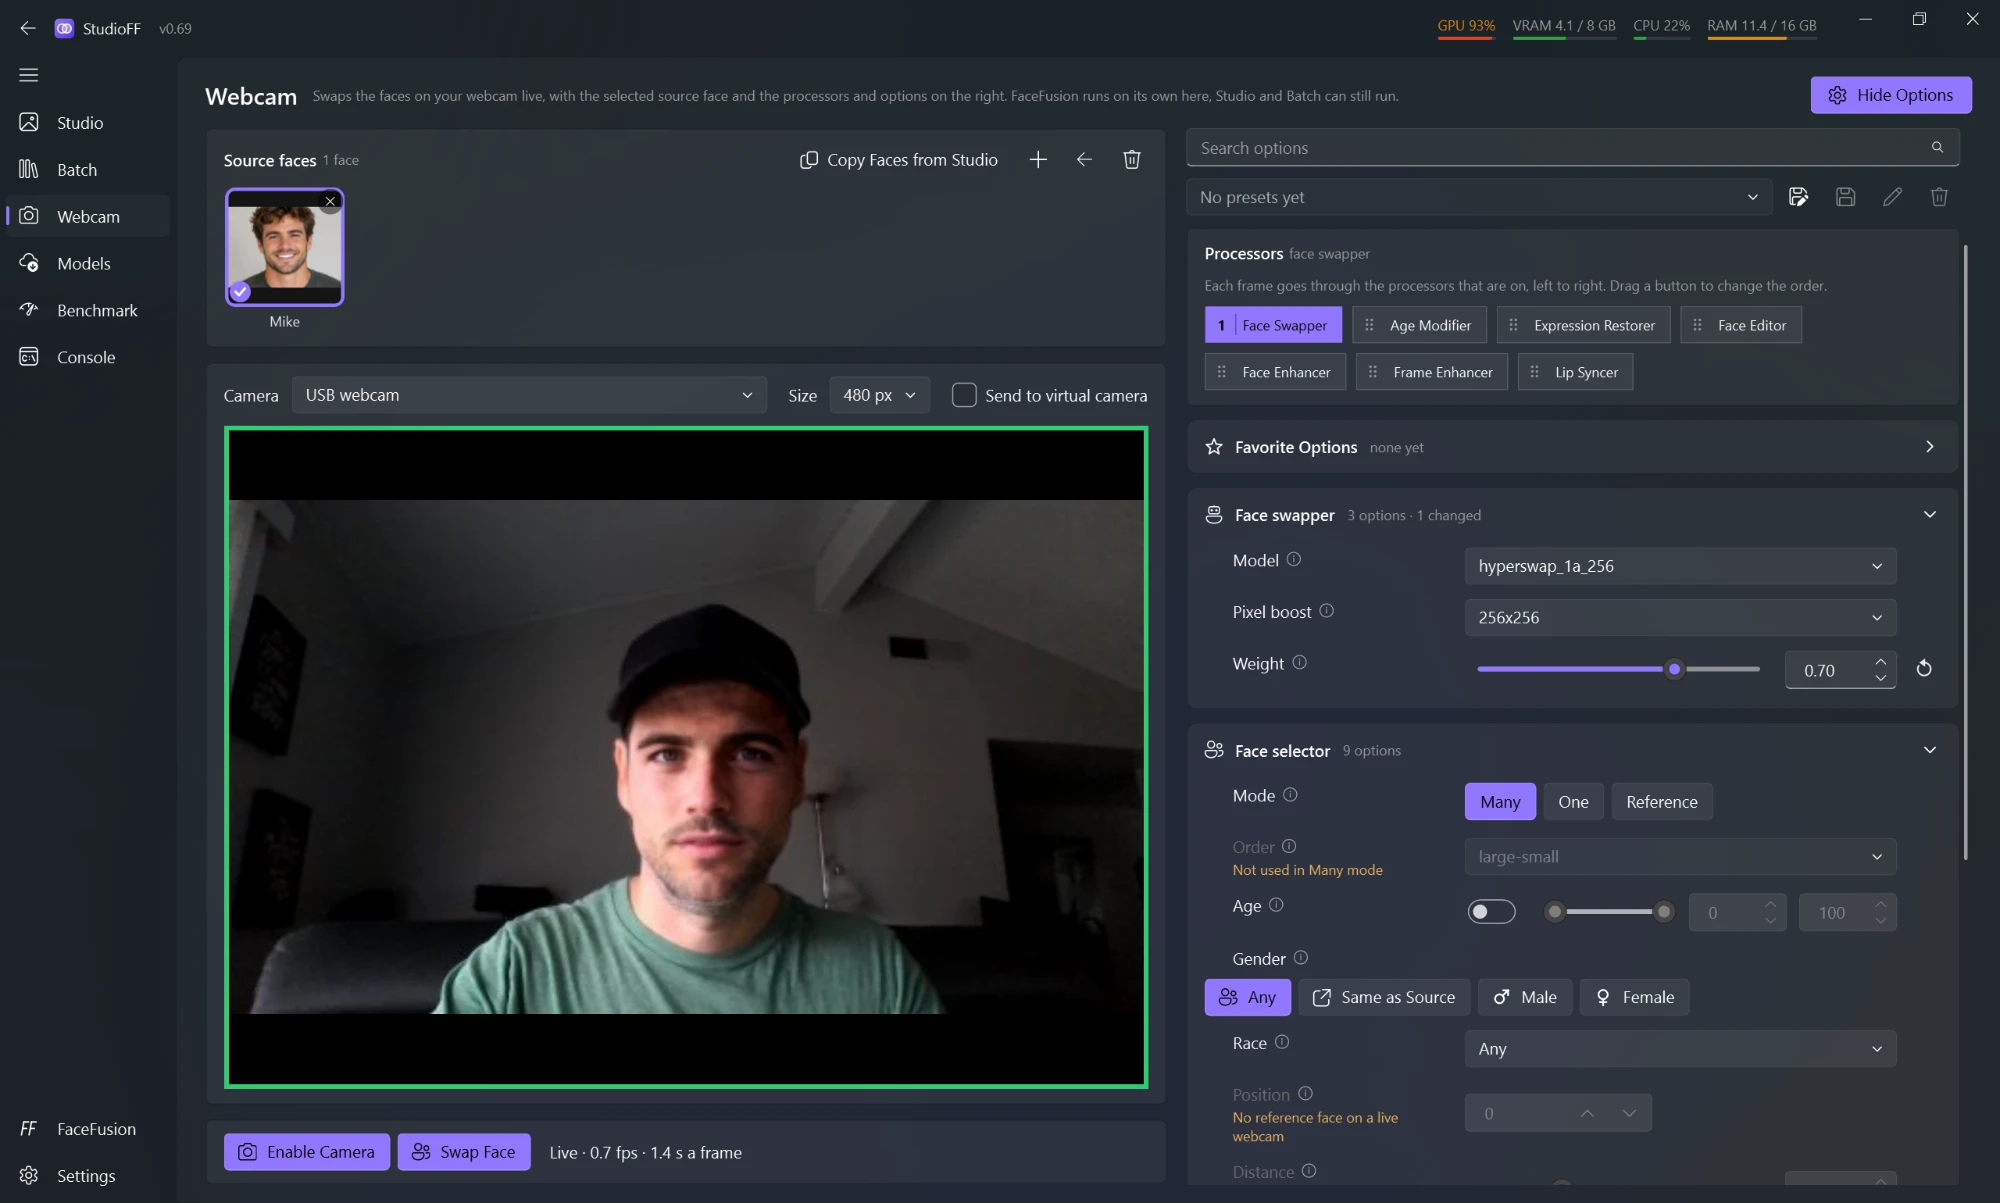 StudioFF v0.69
GPU 93% VRAM 4.1 / 8 GB CPU 22% RAM 11.4 / 16 GB
Studio
Batch
Webcam
Models
Benchmark
Console
FaceFusion
Settings
Webcam Swaps the faces on your webcam live, with the selected source face and the processors and options on the right. FaceFusion runs on its own here, Studio and Batch can still run.
Hide Options
Source faces 1 face
Copy Faces from Studio
Mike
Camera USB webcam Size 480 px Send to virtual camera
Enable Camera Swap Face Live · 0.7 fps · 1.4 s a frame
Search options
No presets yet
Processors face swapper
Each frame goes through the processors that are on, left to right. Drag a button to change the order.
1 Face Swapper Age Modifier Expression Restorer Face Editor
Face Enhancer Frame Enhancer Lip Syncer
Favorite Options none yet
Face swapper 3 options · 1 changed
Model hyperswap_1a_256
Pixel boost 256x256
Weight 0.70
Face selector 9 options
Mode Many One Reference
Order large-small
Not used in Many mode
Age 0 100
Gender
Any Same as Source Male Female
Race Any
Position 0
No reference face on a live
webcam
Distance